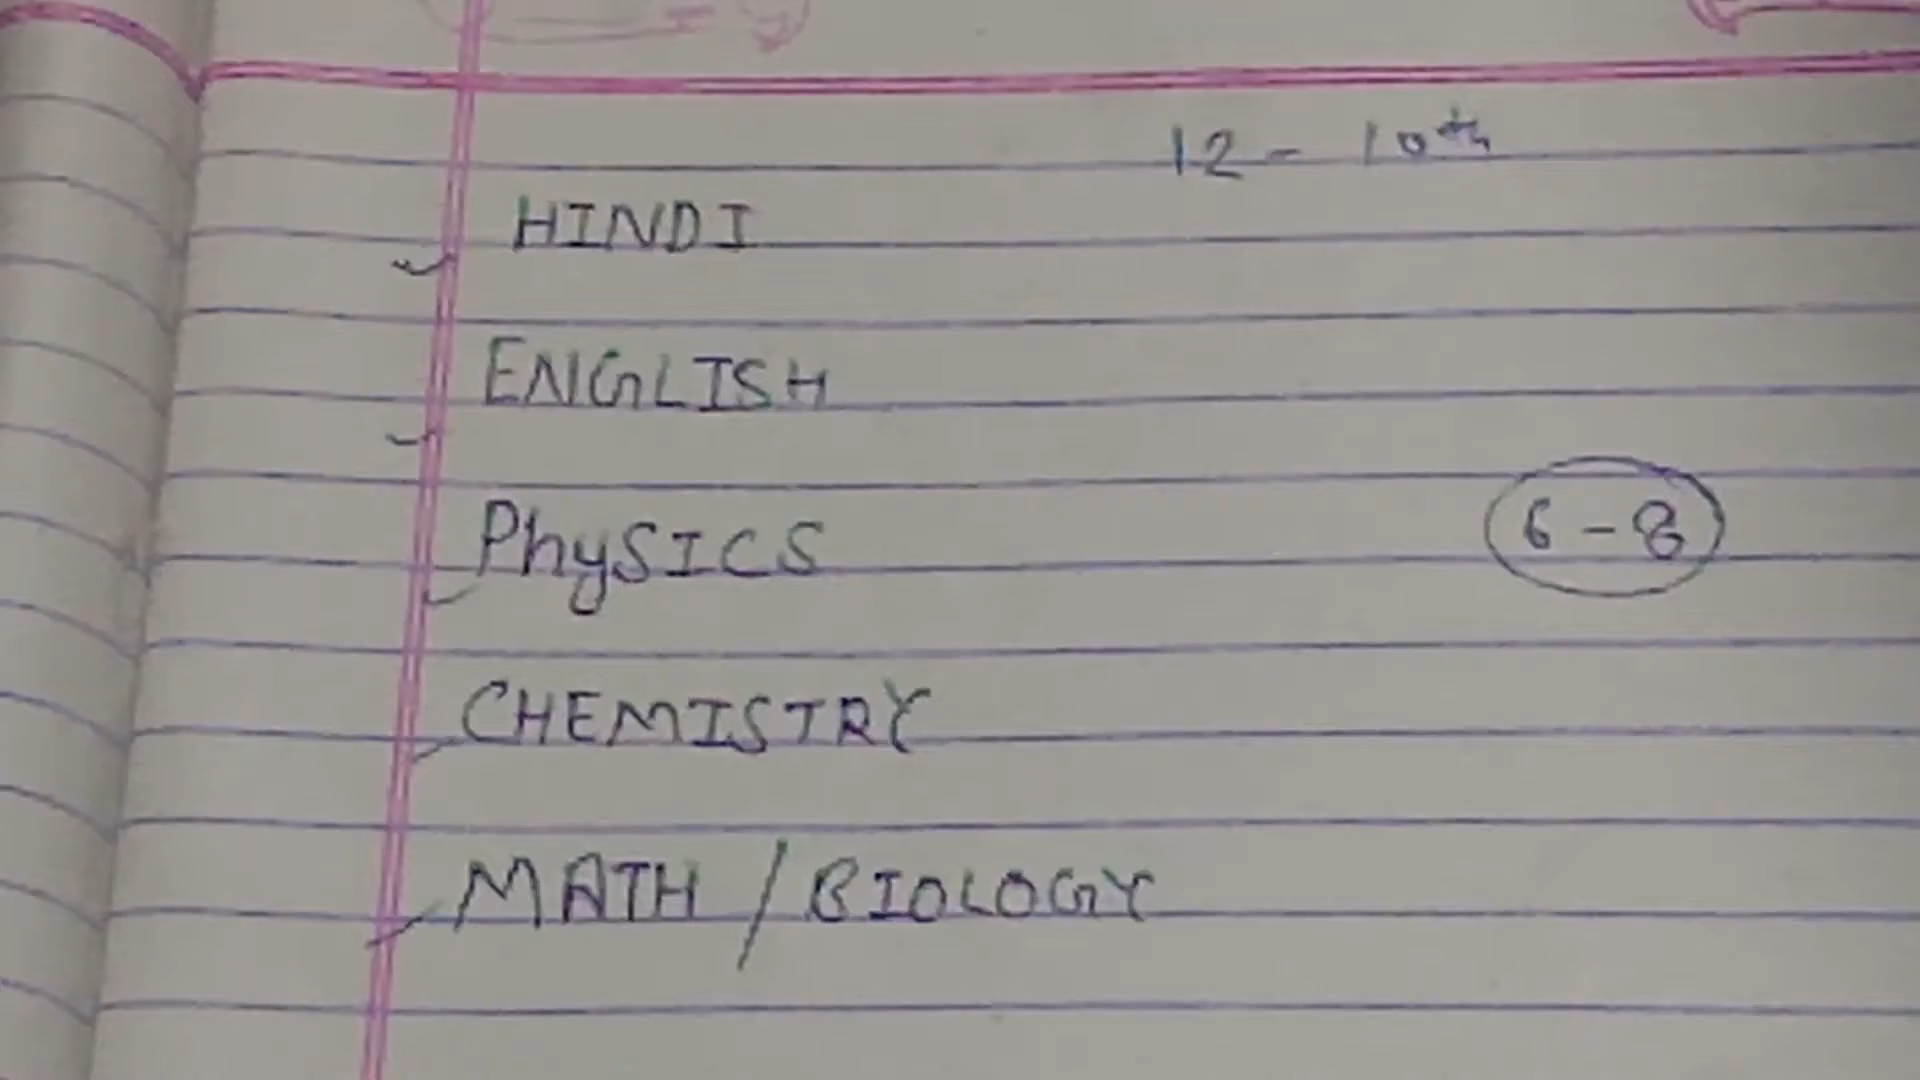 12 - 10th
HINDI
ENGLISH
PhySICS
6 - 8
CHEMISTRY
MATH / BIOLOGY